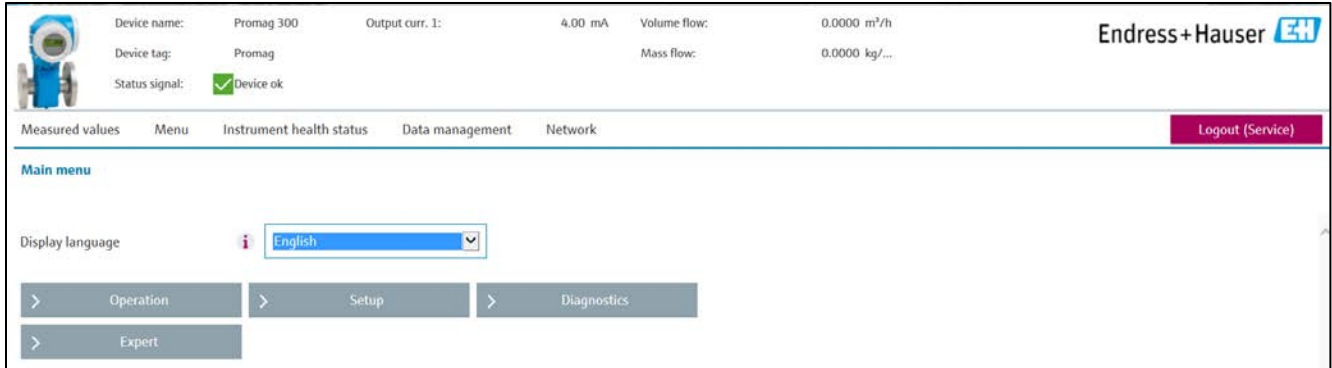 Device name: Promag 300 Output curr. 1: 4.00 mA Volume flow: 0.0000 m³/h
Endress+Hauser EH
Device tag: Promag Mass flow: 0.0000 kg/...
Status signal: Device ok
Measured values Menu Instrument health status Data management Network Logout (Service)
Main menu
Display language i English
Operation Setup Diagnostics
Expert